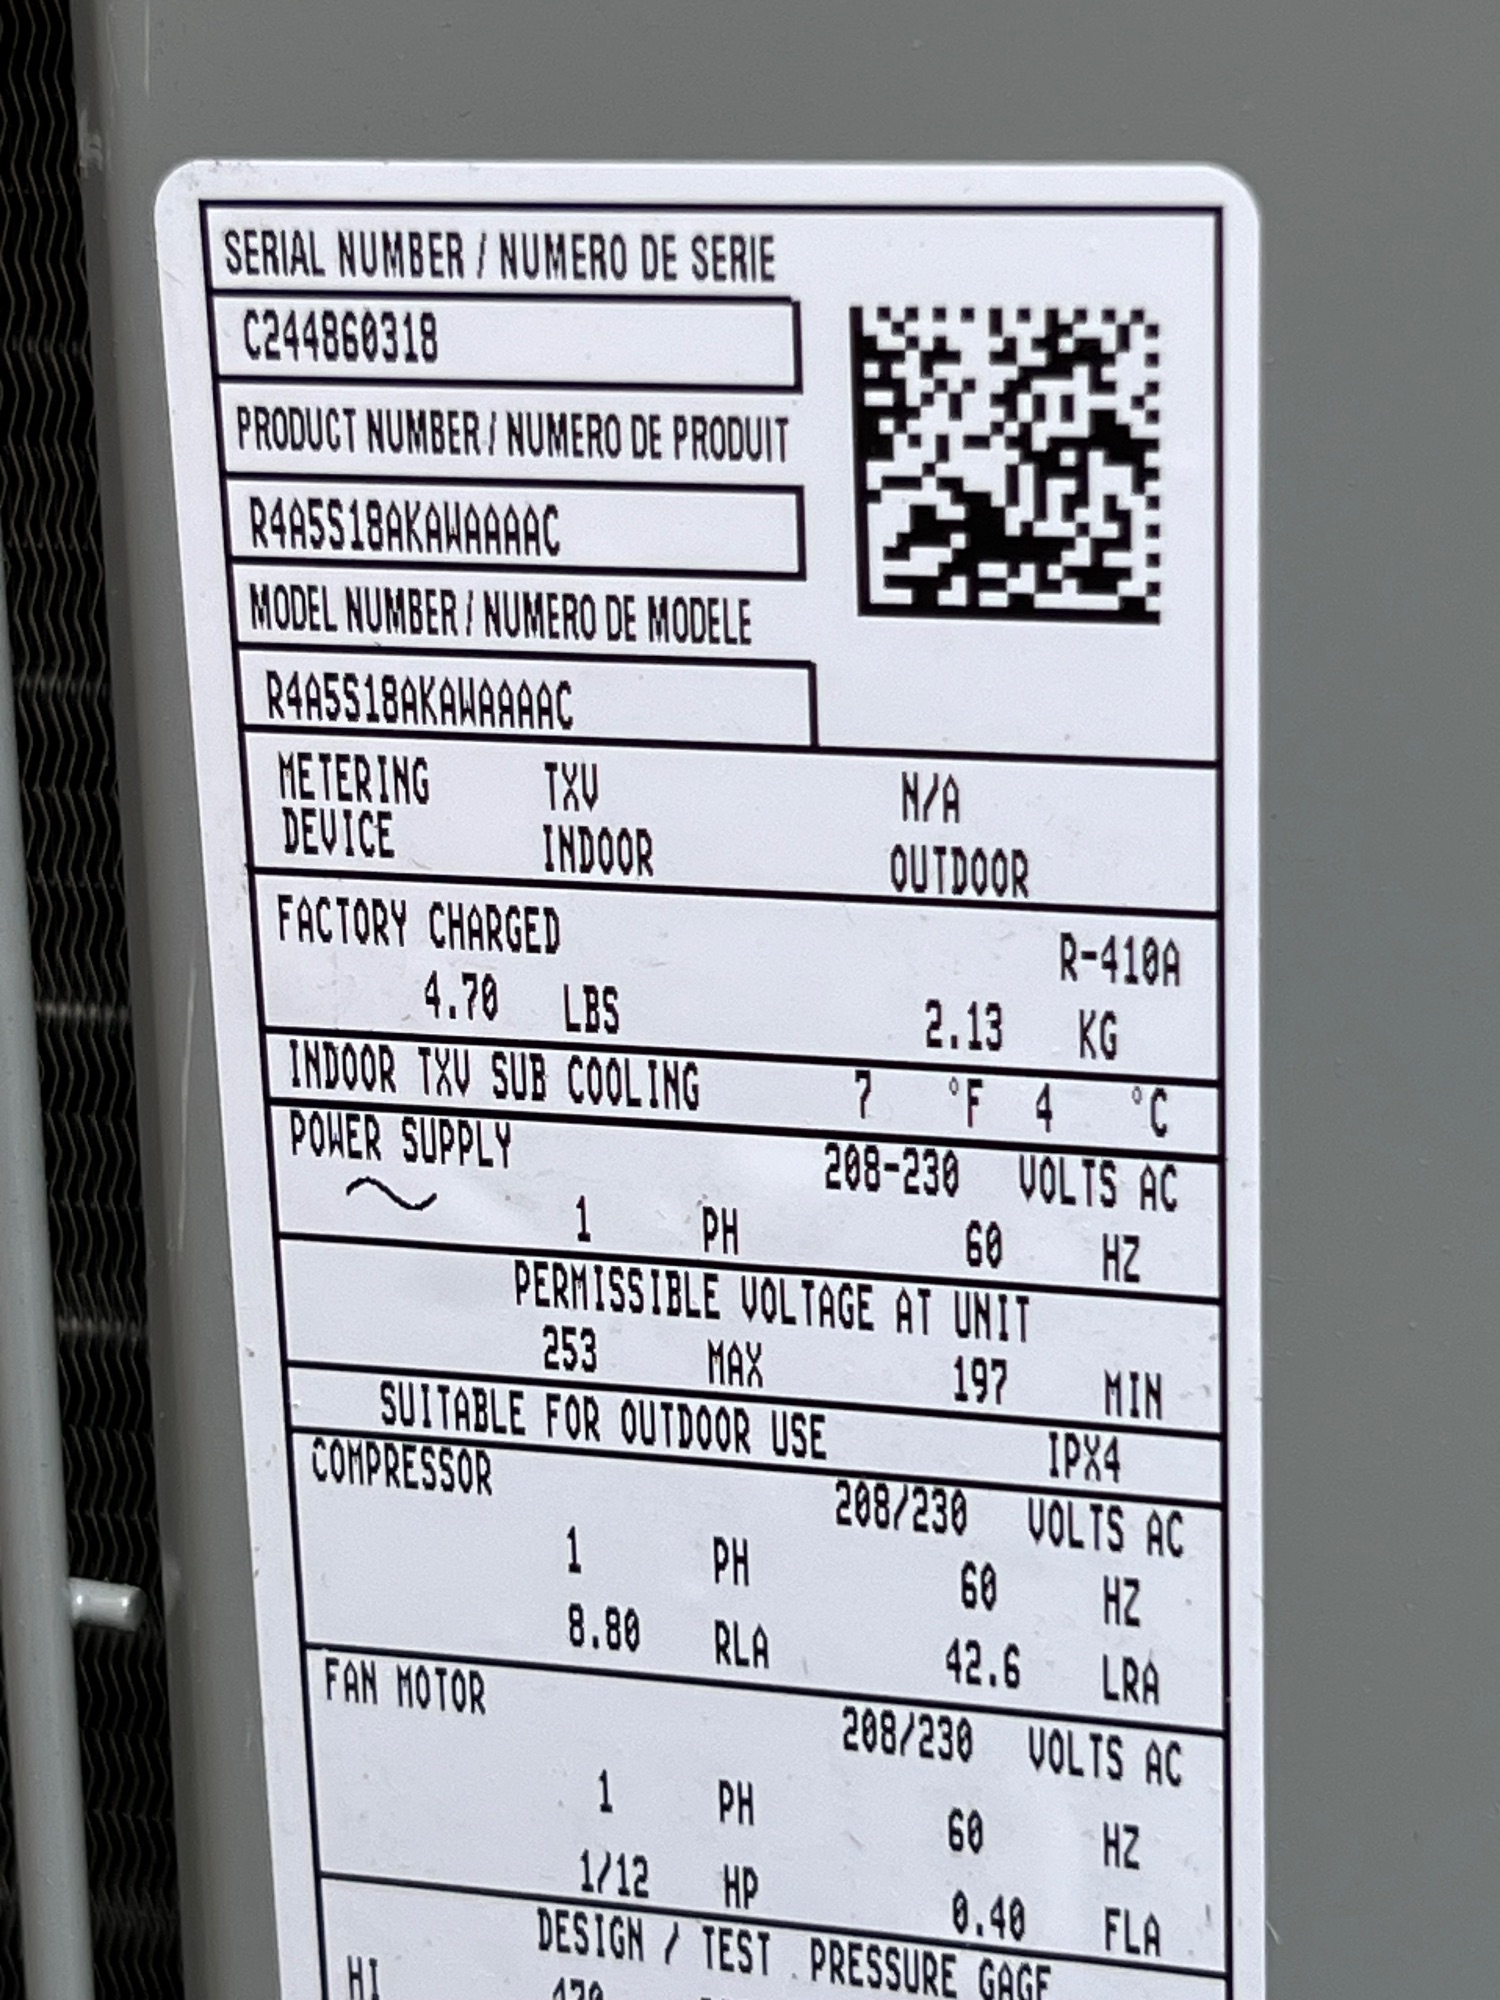 SERIAL NUMBER / NUMERO DE SERIE
C244860318
PRODUCT NUMBER / NUMERO DE PRODUIT
R4A5S18AKAWAAAAC
MODEL NUMBER / NUMERO DE MODELE
R4A5S18AKAWAAAAC
METERING TXV N/A
DEVICE INDOOR OUTDOOR
FACTORY CHARGED R-410A
4.70 LBS 2.13 KG
INDOOR TXV SUB COOLING 7 °F 4 °C
POWER SUPPLY 208-230 VOLTS AC
~ 1 PH 60 HZ
PERMISSIBLE VOLTAGE AT UNIT
253 MAX 197 MIN
SUITABLE FOR OUTDOOR USE IPX4
COMPRESSOR 208/230 VOLTS AC
1 PH 60 HZ
8.80 RLA 42.6 LRA
FAN MOTOR 208/230 VOLTS AC
1 PH 60 HZ
1/12 HP 0.40 FLA
DESIGN / TEST PRESSURE GAGE
HI